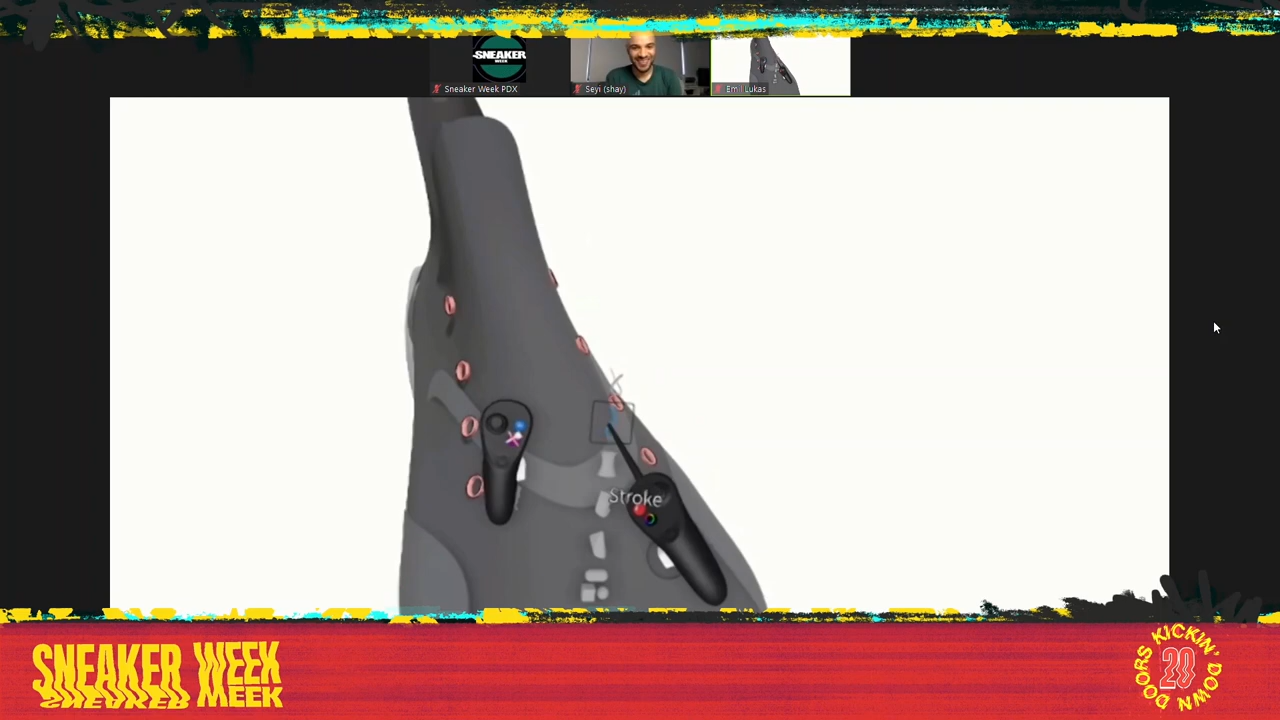 SNEAKER
WEEK
Sneaker Week PDX
Seyi (shay)
Emil Lukas
Stroke
SNEAKER WEEK
KICKIN' DOWN DOORS
20